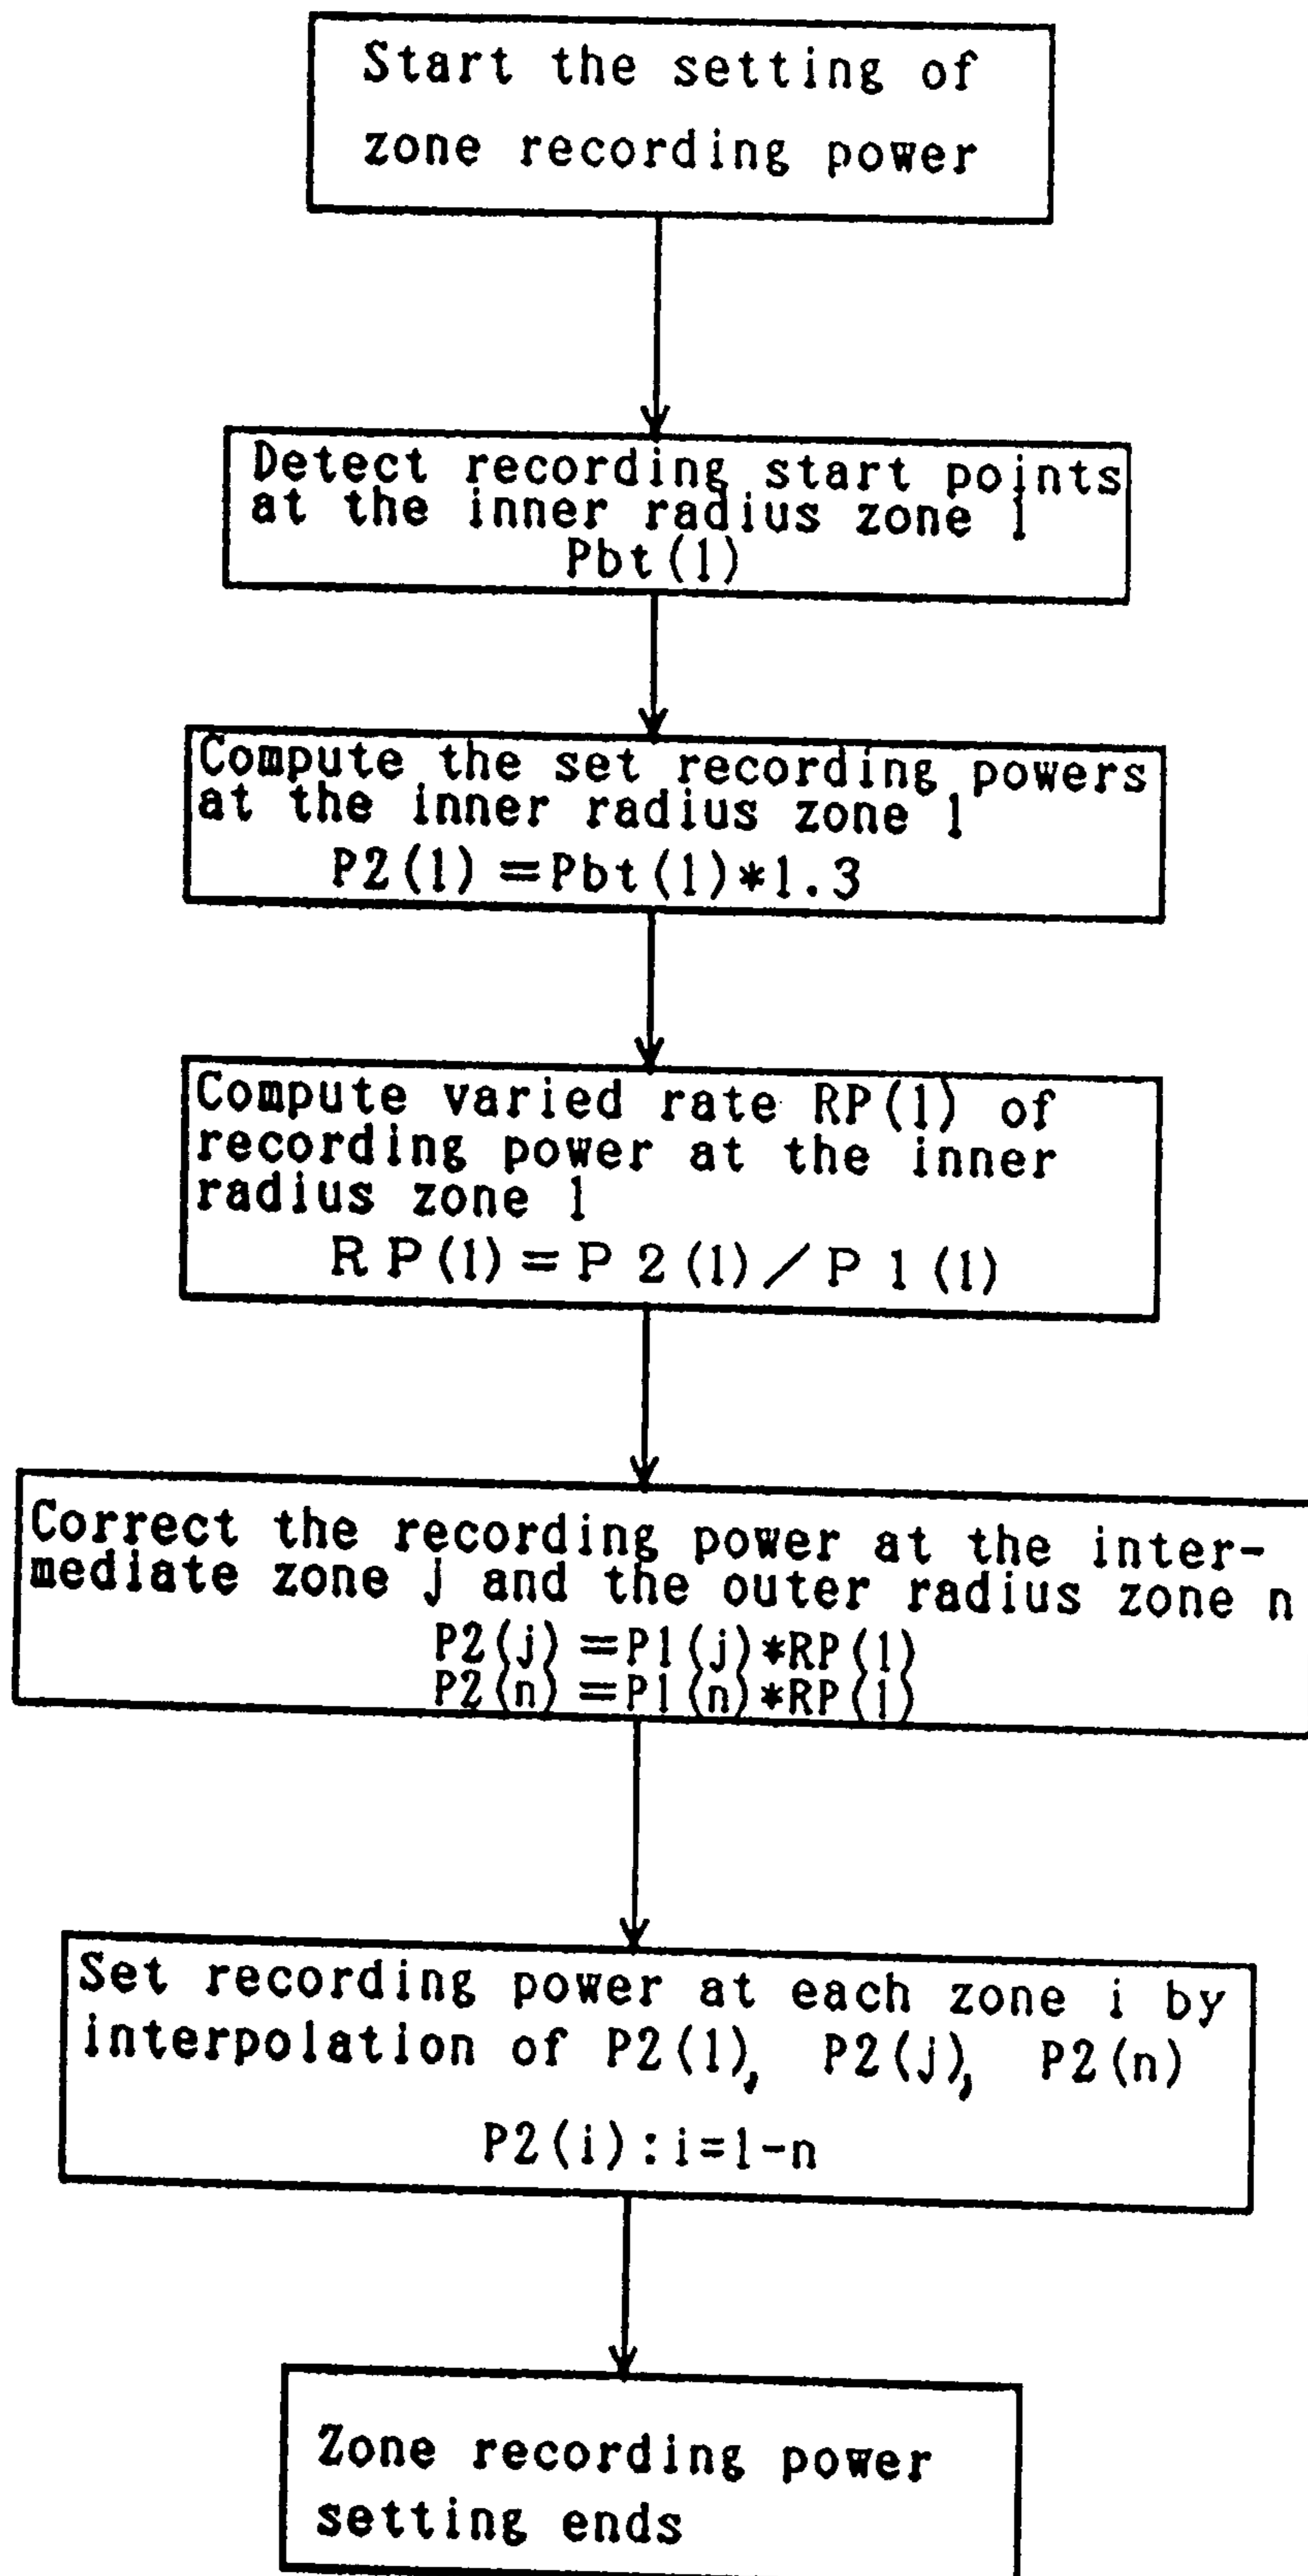 Start the setting of
zone recording power
Detect recording start points
at the inner radius zone 1
Pbt(1)
Compute the set recording powers
at the inner radius zone 1
P2(1)=Pbt(1)*1.3
Compute varied rate RP(1) of
recording power at the inner
radius zone 1
RP(1)=P2(1)/P1(1)
Correct the recording power at the inter-
mediate zone j and the outer radius zone n
P2(j)=P1(j)*RP(1)
P2(n)=P1(n)*RP(1)
Set recording power at each zone i by
interpolation of P2(1), P2(j), P2(n)
P2(i):i=1-n
Zone recording power
setting ends